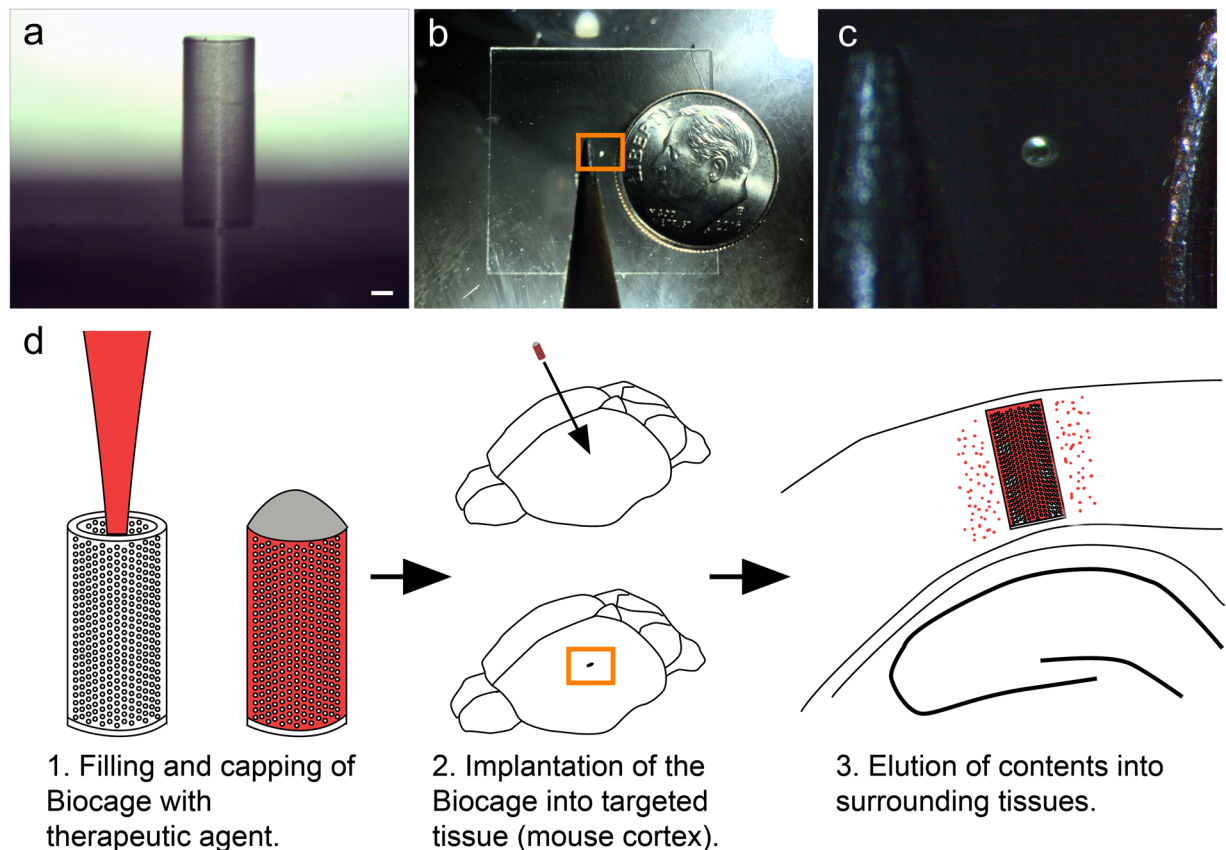 a
b
c
LIBERTY
d
1. Filling and capping of
Biocage with
therapeutic agent.
2. Implantation of the
Biocage into targeted
tissue (mouse cortex).
3. Elution of contents into
surrounding tissues.